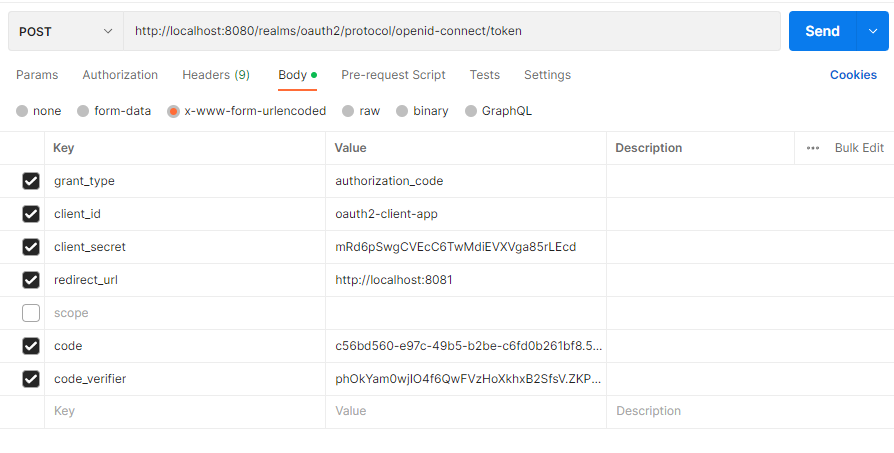 POST http://localhost:8080/realms/oauth2/protocol/openid-connect/token Send
Params Authorization Headers (9) Body Pre-request Script Tests Settings Cookies
none form-data x-www-form-urlencoded raw binary GraphQL
Key Value Description ••• Bulk Edit
grant_type authorization_code
client_id oauth2-client-app
client_secret mRd6pSwgCVEcC6TwMdiEVXVga85rLEcd
redirect_url http://localhost:8081
scope
code c56bd560-e97c-49b5-b2be-c6fd0b261bf8.5...
code_verifier phOkYam0wjIO4f6QwFVzHoXkhxB2SfsV.ZKP...
Key Value Description